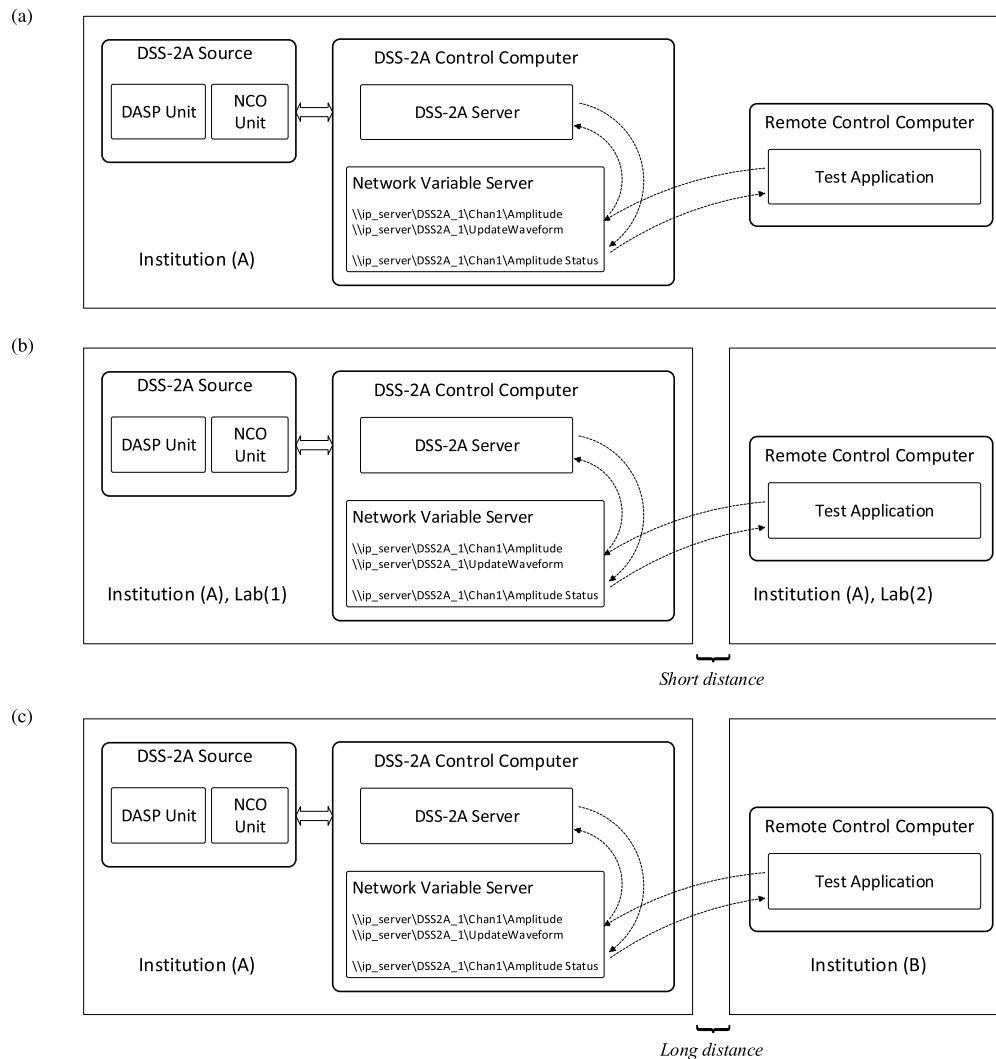 (a)
DSS-2A Source
DASP Unit
NCO
Unit
DSS-2A Control Computer
DSS-2A Server
Network Variable Server
\\ip_server\DSS2A_1\Chan1\Amplitude
\\ip_server\DSS2A_1\UpdateWaveform
\\ip_server\DSS2A_1\Chan1\Amplitude Status
Remote Control Computer
Test Application
Institution (A)
(b)
DSS-2A Source
DASP Unit
NCO
Unit
DSS-2A Control Computer
DSS-2A Server
Network Variable Server
\\ip_server\DSS2A_1\Chan1\Amplitude
\\ip_server\DSS2A_1\UpdateWaveform
\\ip_server\DSS2A_1\Chan1\Amplitude Status
Remote Control Computer
Test Application
Institution (A), Lab(1)
Institution (A), Lab(2)
Short distance
(c)
DSS-2A Source
DASP Unit
NCO
Unit
DSS-2A Control Computer
DSS-2A Server
Network Variable Server
\\ip_server\DSS2A_1\Chan1\Amplitude
\\ip_server\DSS2A_1\UpdateWaveform
\\ip_server\DSS2A_1\Chan1\Amplitude Status
Remote Control Computer
Test Application
Institution (A)
Institution (B)
Long distance